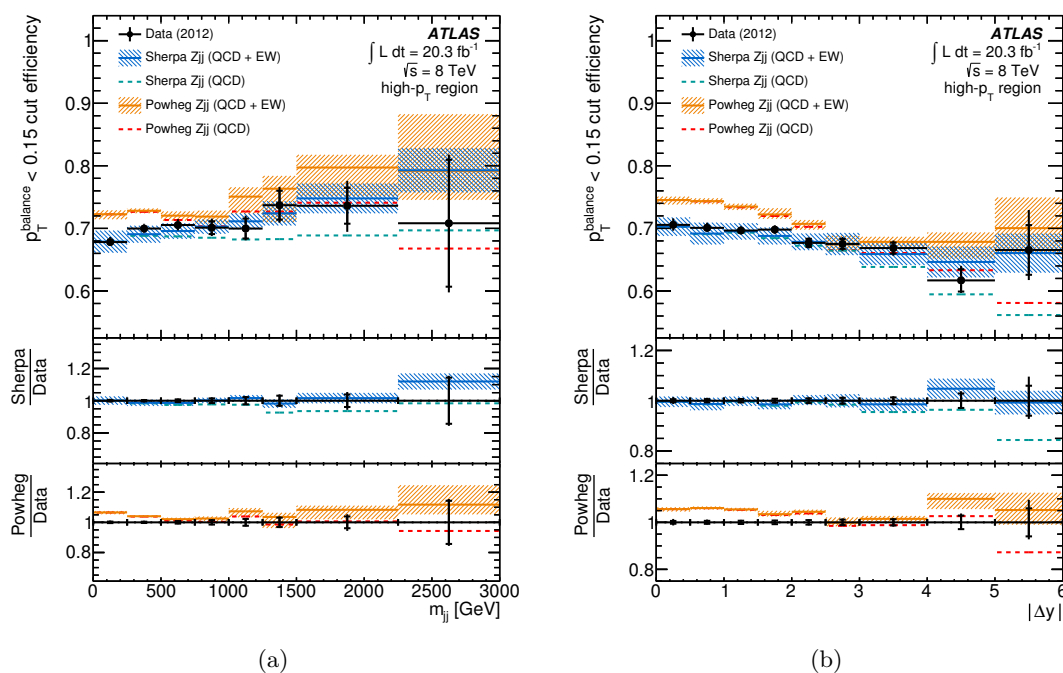 p_T^balance < 0.15 cut efficiency
1
0.9
0.8
0.7
0.6
Data (2012)
Sherpa Zjj (QCD + EW)
Sherpa Zjj (QCD)
Powheg Zjj (QCD + EW)
Powheg Zjj (QCD)
ATLAS
∫ L dt = 20.3 fb⁻¹
√s = 8 TeV
high-p_T region
Sherpa
Data
1.2
1
0.8
Powheg
Data
1.2
1
0.8
0 500 1000 1500 2000 2500 3000
m_jj [GeV]
(a)
p_T^balance < 0.15 cut efficiency
1
0.9
0.8
0.7
0.6
Data (2012)
Sherpa Zjj (QCD + EW)
Sherpa Zjj (QCD)
Powheg Zjj (QCD + EW)
Powheg Zjj (QCD)
ATLAS
∫ L dt = 20.3 fb⁻¹
√s = 8 TeV
high-p_T region
Sherpa
Data
1.2
1
0.8
Powheg
Data
1.2
1
0.8
0 1 2 3 4 5 6
|Δy|
(b)